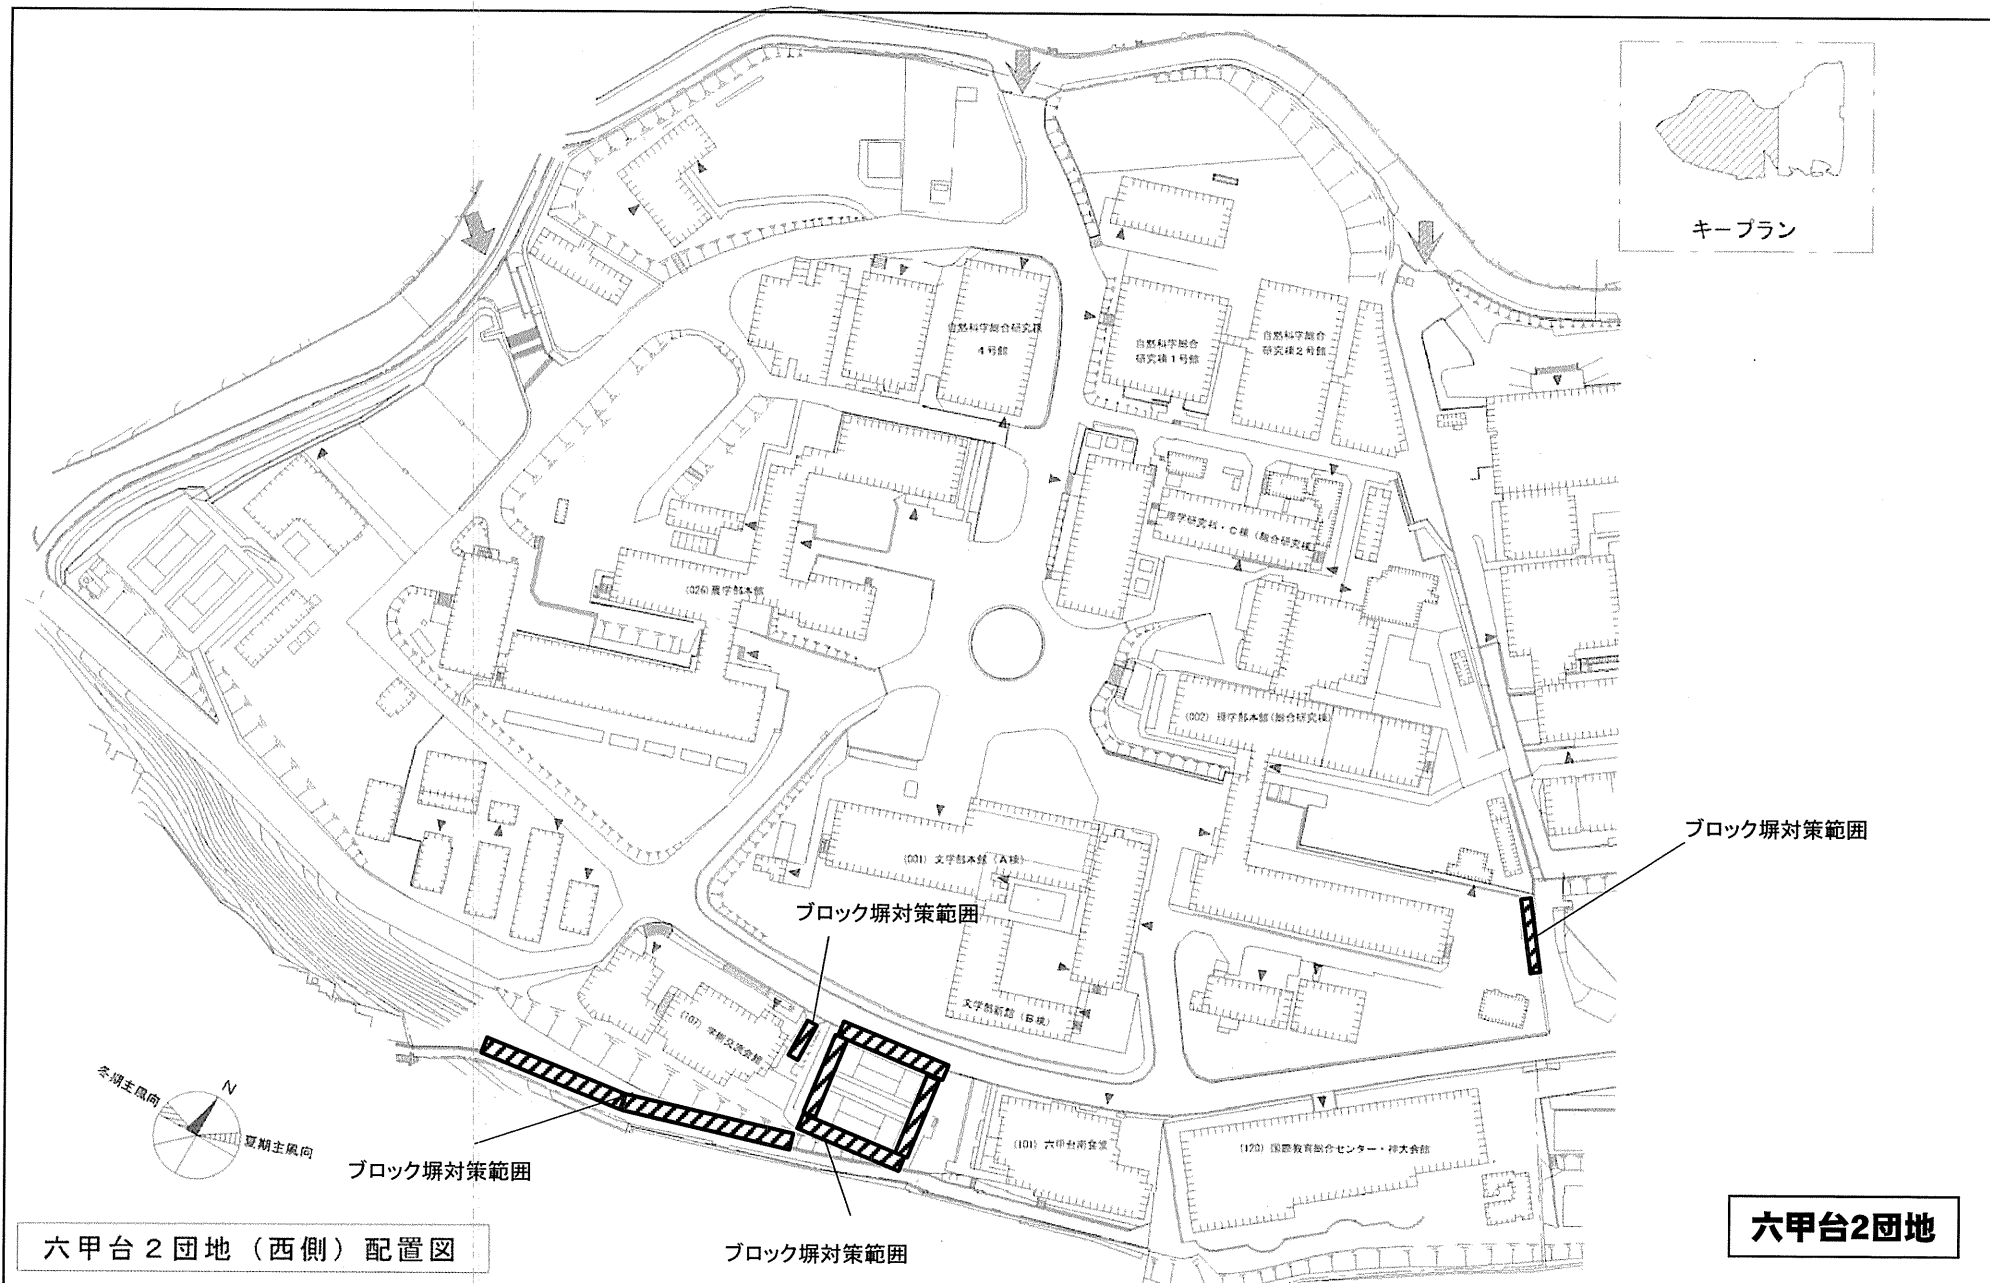 キープラン
自然科学総合研究棟
4号館
自然科学総合
研究棟1号館
自然科学総合
研究棟2号館
理学研究科・C棟(総合研究棟)
(026) 農学部本館
(002) 理学部本館(総合研究棟)
ブロック塀対策範囲
(001) 文学部本館(A棟)
ブロック塀対策範囲
文学部新館(B棟)
(107) 学術交流会館
N
冬期主風向
夏期主風向
(101) 六甲台南食堂
(120) 国際教育総合センター・神大会館
ブロック塀対策範囲
ブロック塀対策範囲
六甲台2団地(西側)配置図
六甲台2団地